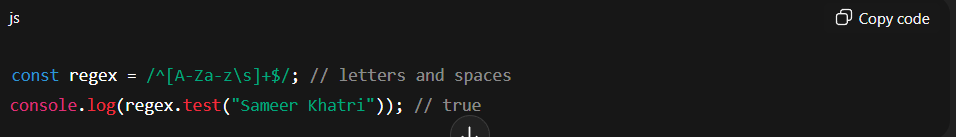 js
Copy code
const regex = /^[A-Za-z\s]+$/; // letters and spaces
console.log(regex.test("Sameer Khatri")); // true